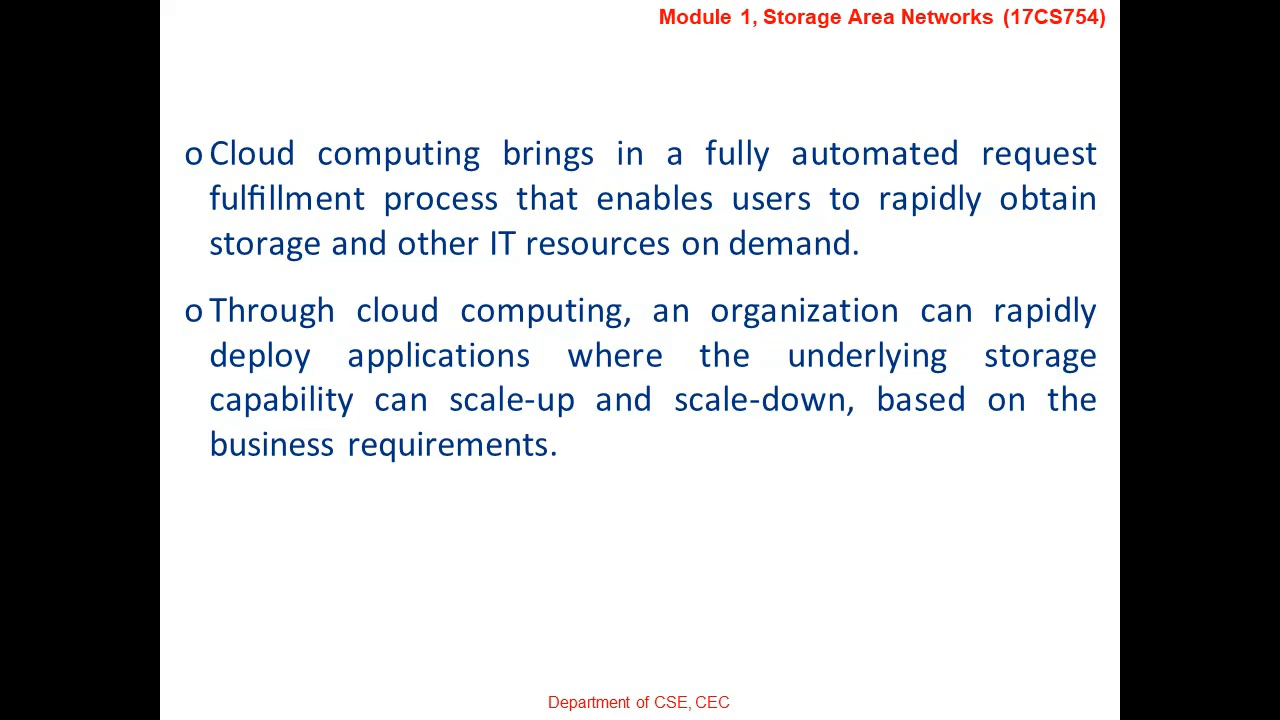 Module 1, Storage Area Networks (17CS754)
o Cloud computing brings in a fully automated request
fulfillment process that enables users to rapidly obtain
storage and other IT resources on demand.
o Through cloud computing, an organization can rapidly
deploy applications where the underlying storage
capability can scale-up and scale-down, based on the
business requirements.
Department of CSE, CEC